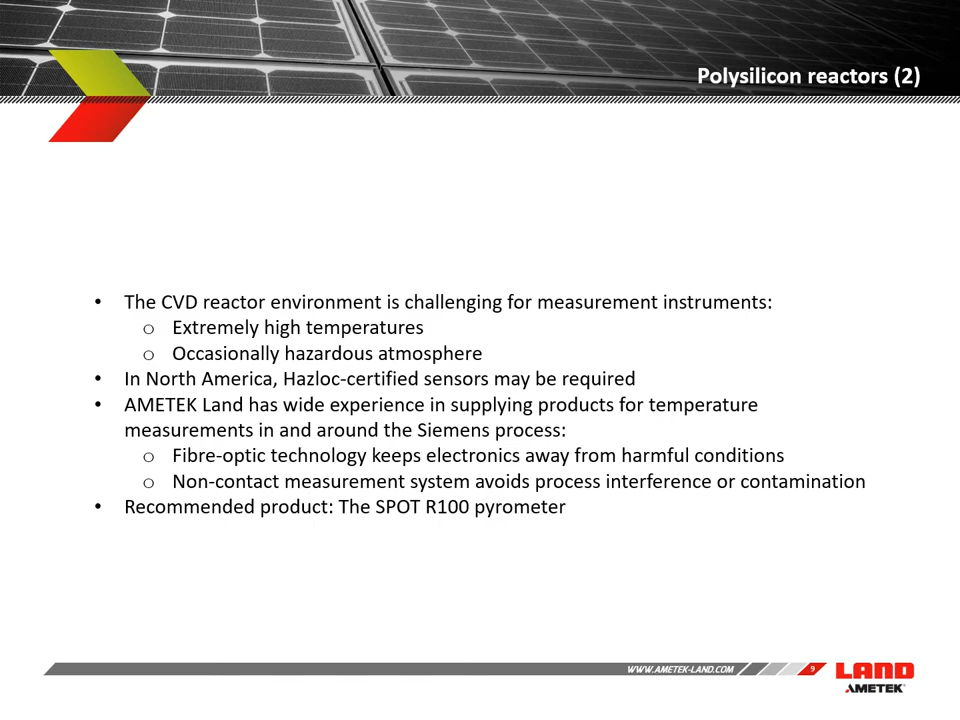 Polysilicon reactors (2)
• The CVD reactor environment is challenging for measurement instruments:
o Extremely high temperatures
o Occasionally hazardous atmosphere
• In North America, Hazloc-certified sensors may be required
• AMETEK Land has wide experience in supplying products for temperature
measurements in and around the Siemens process:
o Fibre-optic technology keeps electronics away from harmful conditions
o Non-contact measurement system avoids process interference or contamination
• Recommended product: The SPOT R100 pyrometer
WWW.AMETEK-LAND.COM 9
LAND
AMETEK